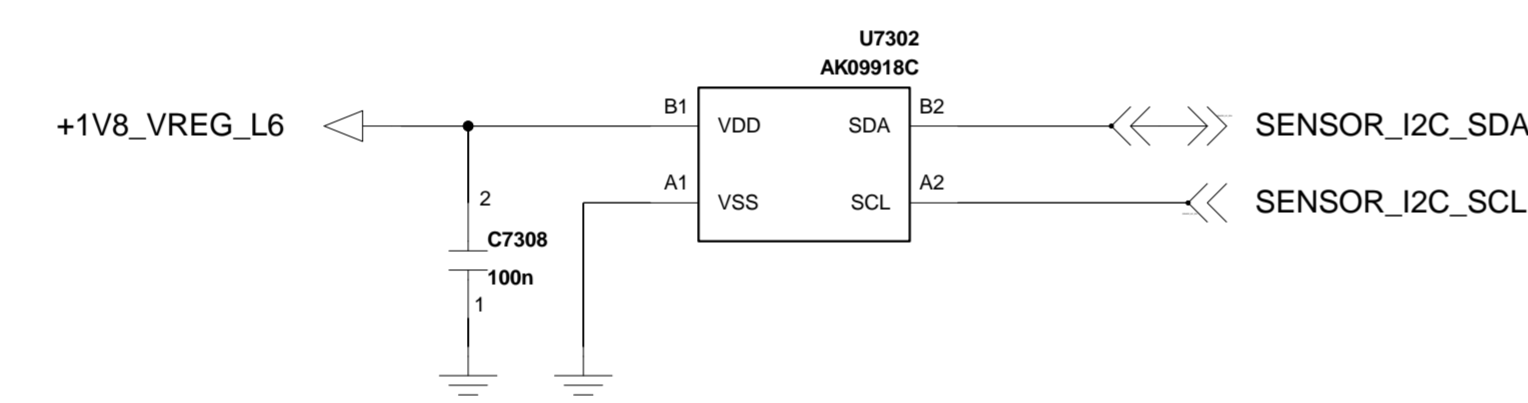 U7302
AK09918C
+1V8_VREG_L6
B1
VDD
SDA
B2
SENSOR_I2C_SDA
A1
VSS
SCL
A2
SENSOR_I2C_SCL
2
C7308
100n
1